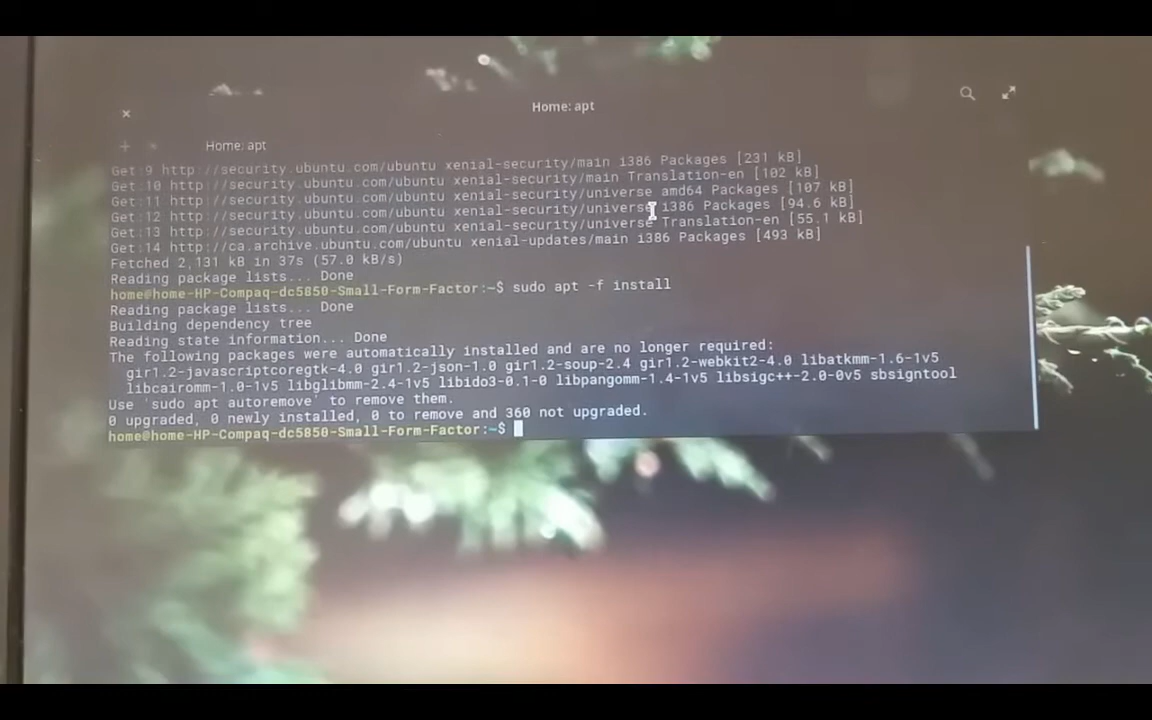 Home: apt
Home: apt
Get:9 http://security.ubuntu.com/ubuntu xenial-security/main i386 Packages [231 kB]
Get:10 http://security.ubuntu.com/ubuntu xenial-security/main Translation-en [102 kB]
Get:11 http://security.ubuntu.com/ubuntu xenial-security/universe amd64 Packages [107 kB]
Get:12 http://security.ubuntu.com/ubuntu xenial-security/universe i386 Packages [94.6 kB]
Get:13 http://security.ubuntu.com/ubuntu xenial-security/universe Translation-en [55.1 kB]
Get:14 http://ca.archive.ubuntu.com/ubuntu xenial-updates/main i386 Packages [493 kB]
Fetched 2,131 kB in 37s (57.0 kB/s)
Reading package lists... Done
home@home-HP-Compaq-dc5850-Small-Form-Factor:~$ sudo apt -f install
Reading package lists... Done
Building dependency tree
Reading state information... Done
The following packages were automatically installed and are no longer required:
gir1.2-javascriptcoregtk-4.0 gir1.2-json-1.0 gir1.2-soup-2.4 gir1.2-webkit2-4.0 libatkmm-1.6-1v5
libcairomm-1.0-1v5 libglibmm-2.4-1v5 libido3-0.1-0 libpangomm-1.4-1v5 libsigc++-2.0-0v5 sbsigntool
Use 'sudo apt autoremove' to remove them.
0 upgraded, 0 newly installed, 0 to remove and 360 not upgraded.
home@home-HP-Compaq-dc5850-Small-Form-Factor:~$